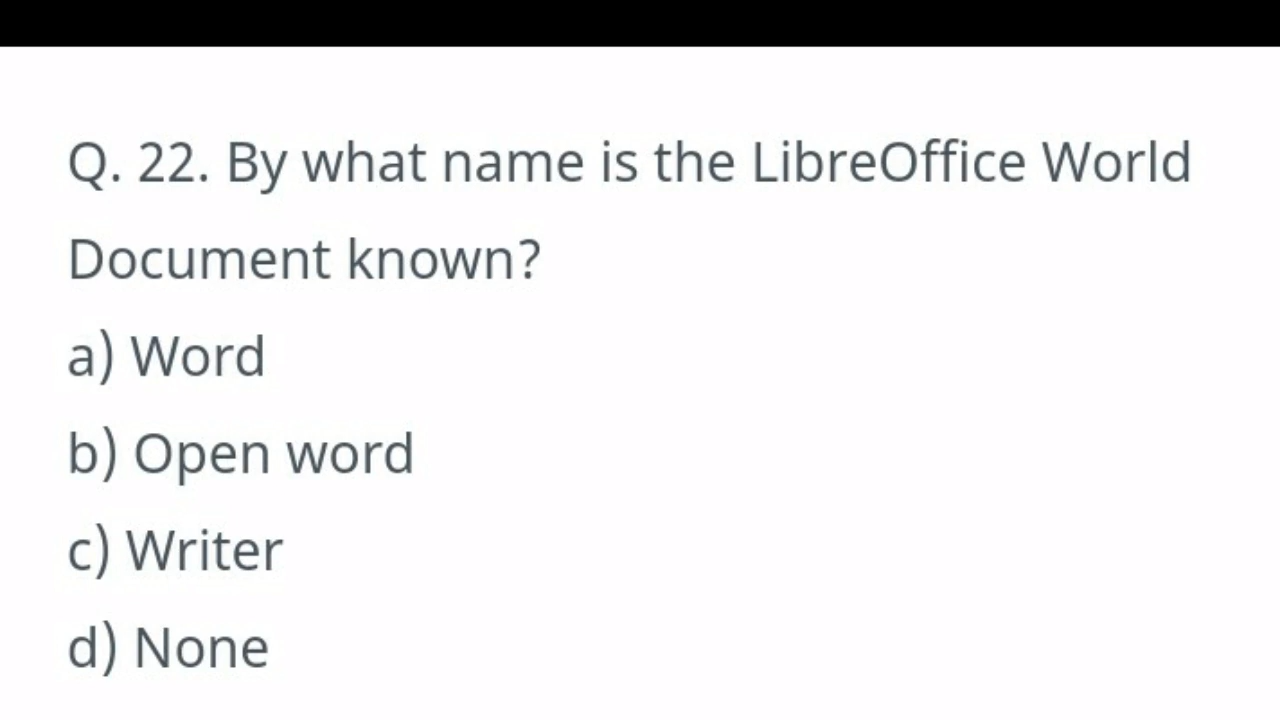 Q. 22. By what name is the LibreOffice World
Document known?
a) Word
b) Open word
c) Writer
d) None